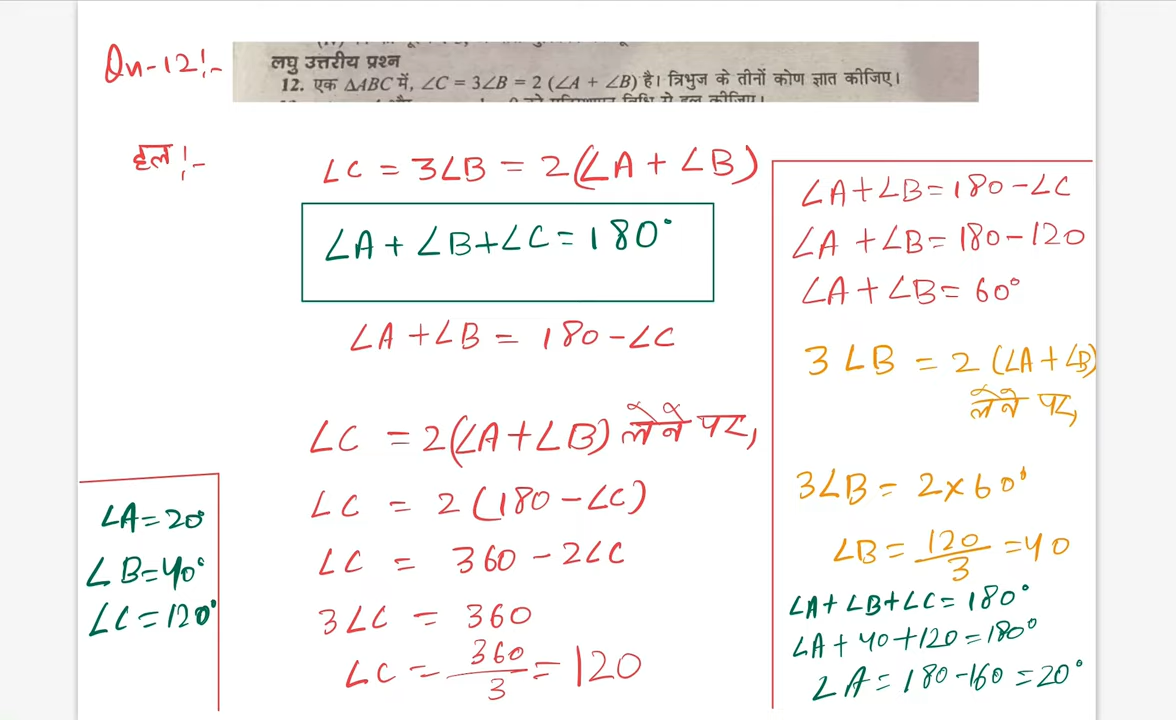 Qn-12!-
लघु उत्तरीय प्रश्न
12. एक ΔABC में, ∠C = 3∠B = 2 (∠A + ∠B) है। त्रिभुज के तीनों कोण ज्ञात कीजिए।
हल!-
∠C = 3∠B = 2(∠A + ∠B)
∠A + ∠B + ∠C = 180°
∠A + ∠B = 180 - ∠C
∠C = 2(∠A + ∠B) लेने पर,
∠C = 2 (180 - ∠C)
∠C = 360 - 2∠C
3∠C = 360
∠C = 360/3 = 120
∠A + ∠B = 180 - ∠C
∠A + ∠B = 180 - 120
∠A + ∠B = 60°
3∠B = 2 (∠A + ∠B)
लेने पर,
3∠B = 2 × 60°
∠B = 120/3 = 40
∠A + ∠B + ∠C = 180°
∠A + 40 + 120 = 180°
∠A = 180 - 160 = 20°
∠A = 20°
∠B = 40°
∠C = 120°